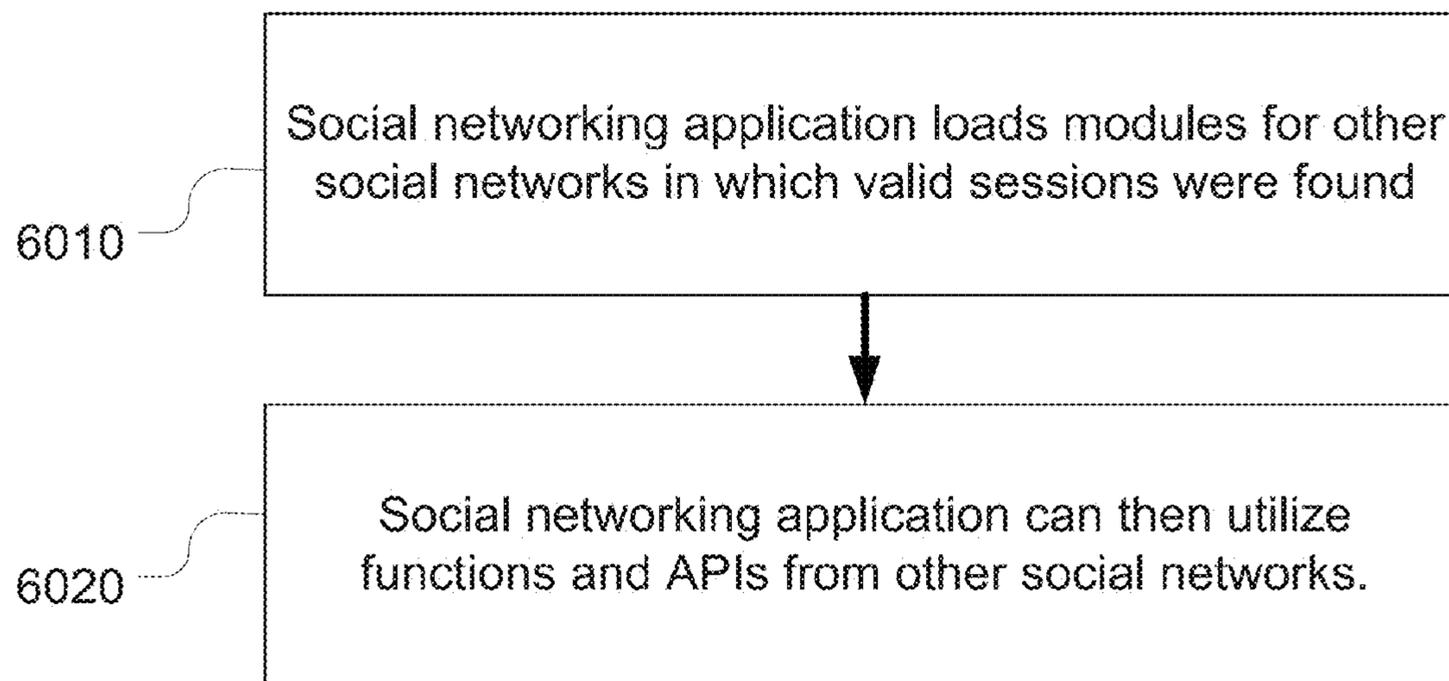 Social networking application loads modules for other
social networks in which valid sessions were found
6010
Social networking application can then utilize
functions and APIs from other social networks.
6020